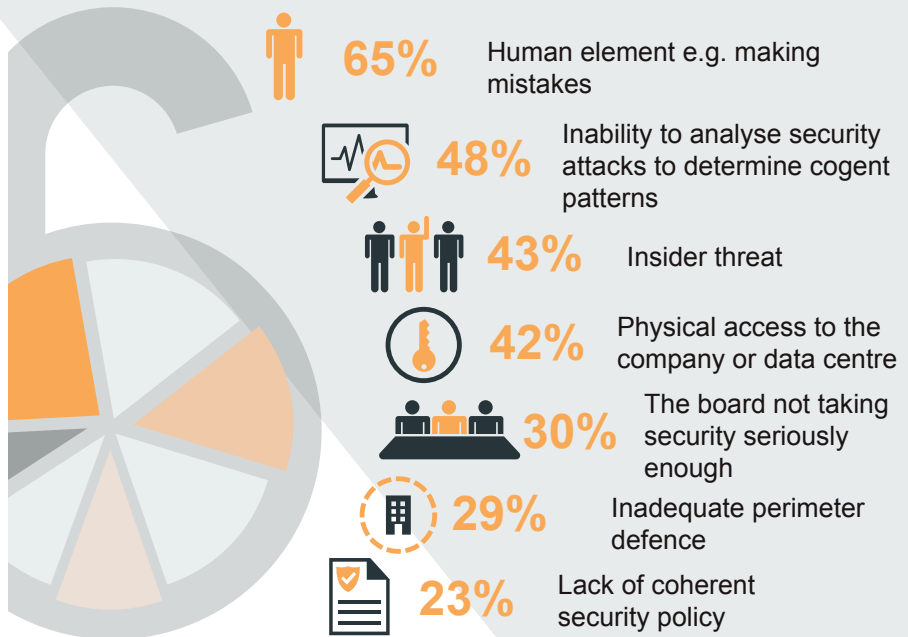 65%
Human element e.g. making
mistakes
48%
Inability to analyse security
attacks to determine cogent
patterns
43%
Insider threat
42%
Physical access to the
company or data centre
30%
The board not taking
security seriously
enough
29%
Inadequate perimeter
defence
23%
Lack of coherent
security policy